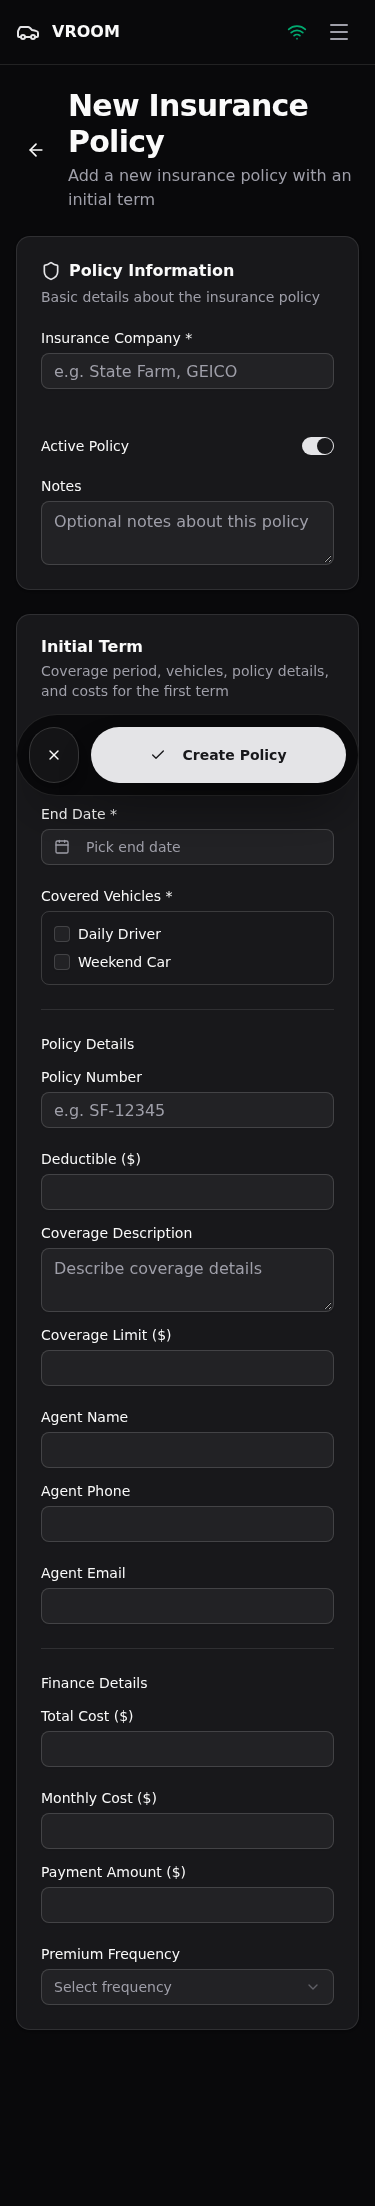 VROOM
New Insurance
Policy
Add a new insurance policy with an
initial term
Policy Information
Basic details about the insurance policy
Insurance Company *
e.g. State Farm, GEICO
Active Policy
Notes
Optional notes about this policy
Initial Term
Coverage period, vehicles, policy details,
and costs for the first term
Create Policy
End Date *
Pick end date
Covered Vehicles *
Daily Driver
Weekend Car
Policy Details
Policy Number
e.g. SF-12345
Deductible ($)
Coverage Description
Describe coverage details
Coverage Limit ($)
Agent Name
Agent Phone
Agent Email
Finance Details
Total Cost ($)
Monthly Cost ($)
Payment Amount ($)
Premium Frequency
Select frequency